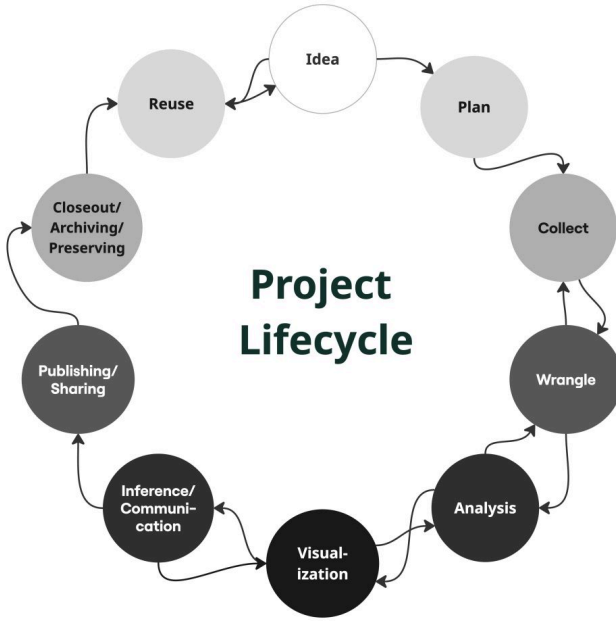 Idea
Plan
Collect
Wrangle
Analysis
Visual-
ization
Inference/
Communi-
cation
Publishing/
Sharing
Closeout/
Archiving/
Preserving
Reuse
Project
Lifecycle